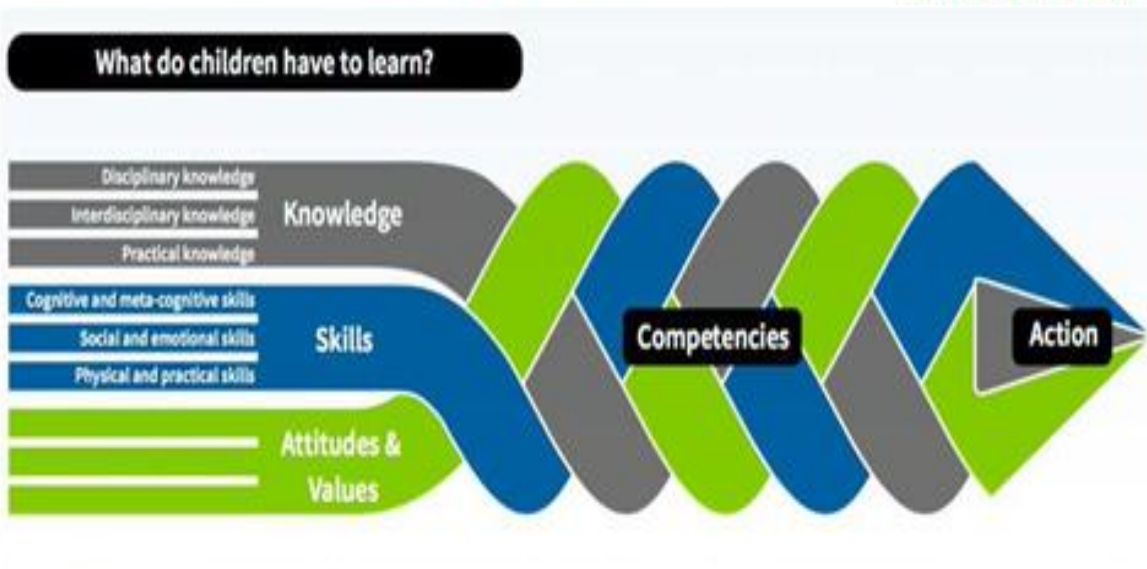 What do children have to learn?
Disciplinary knowledge
Interdisciplinary knowledge
Practical knowledge
Knowledge
Cognitive and meta-cognitive skills
Social and emotional skills
Physical and practical skills
Skills
Attitudes &
Values
Competencies
Action